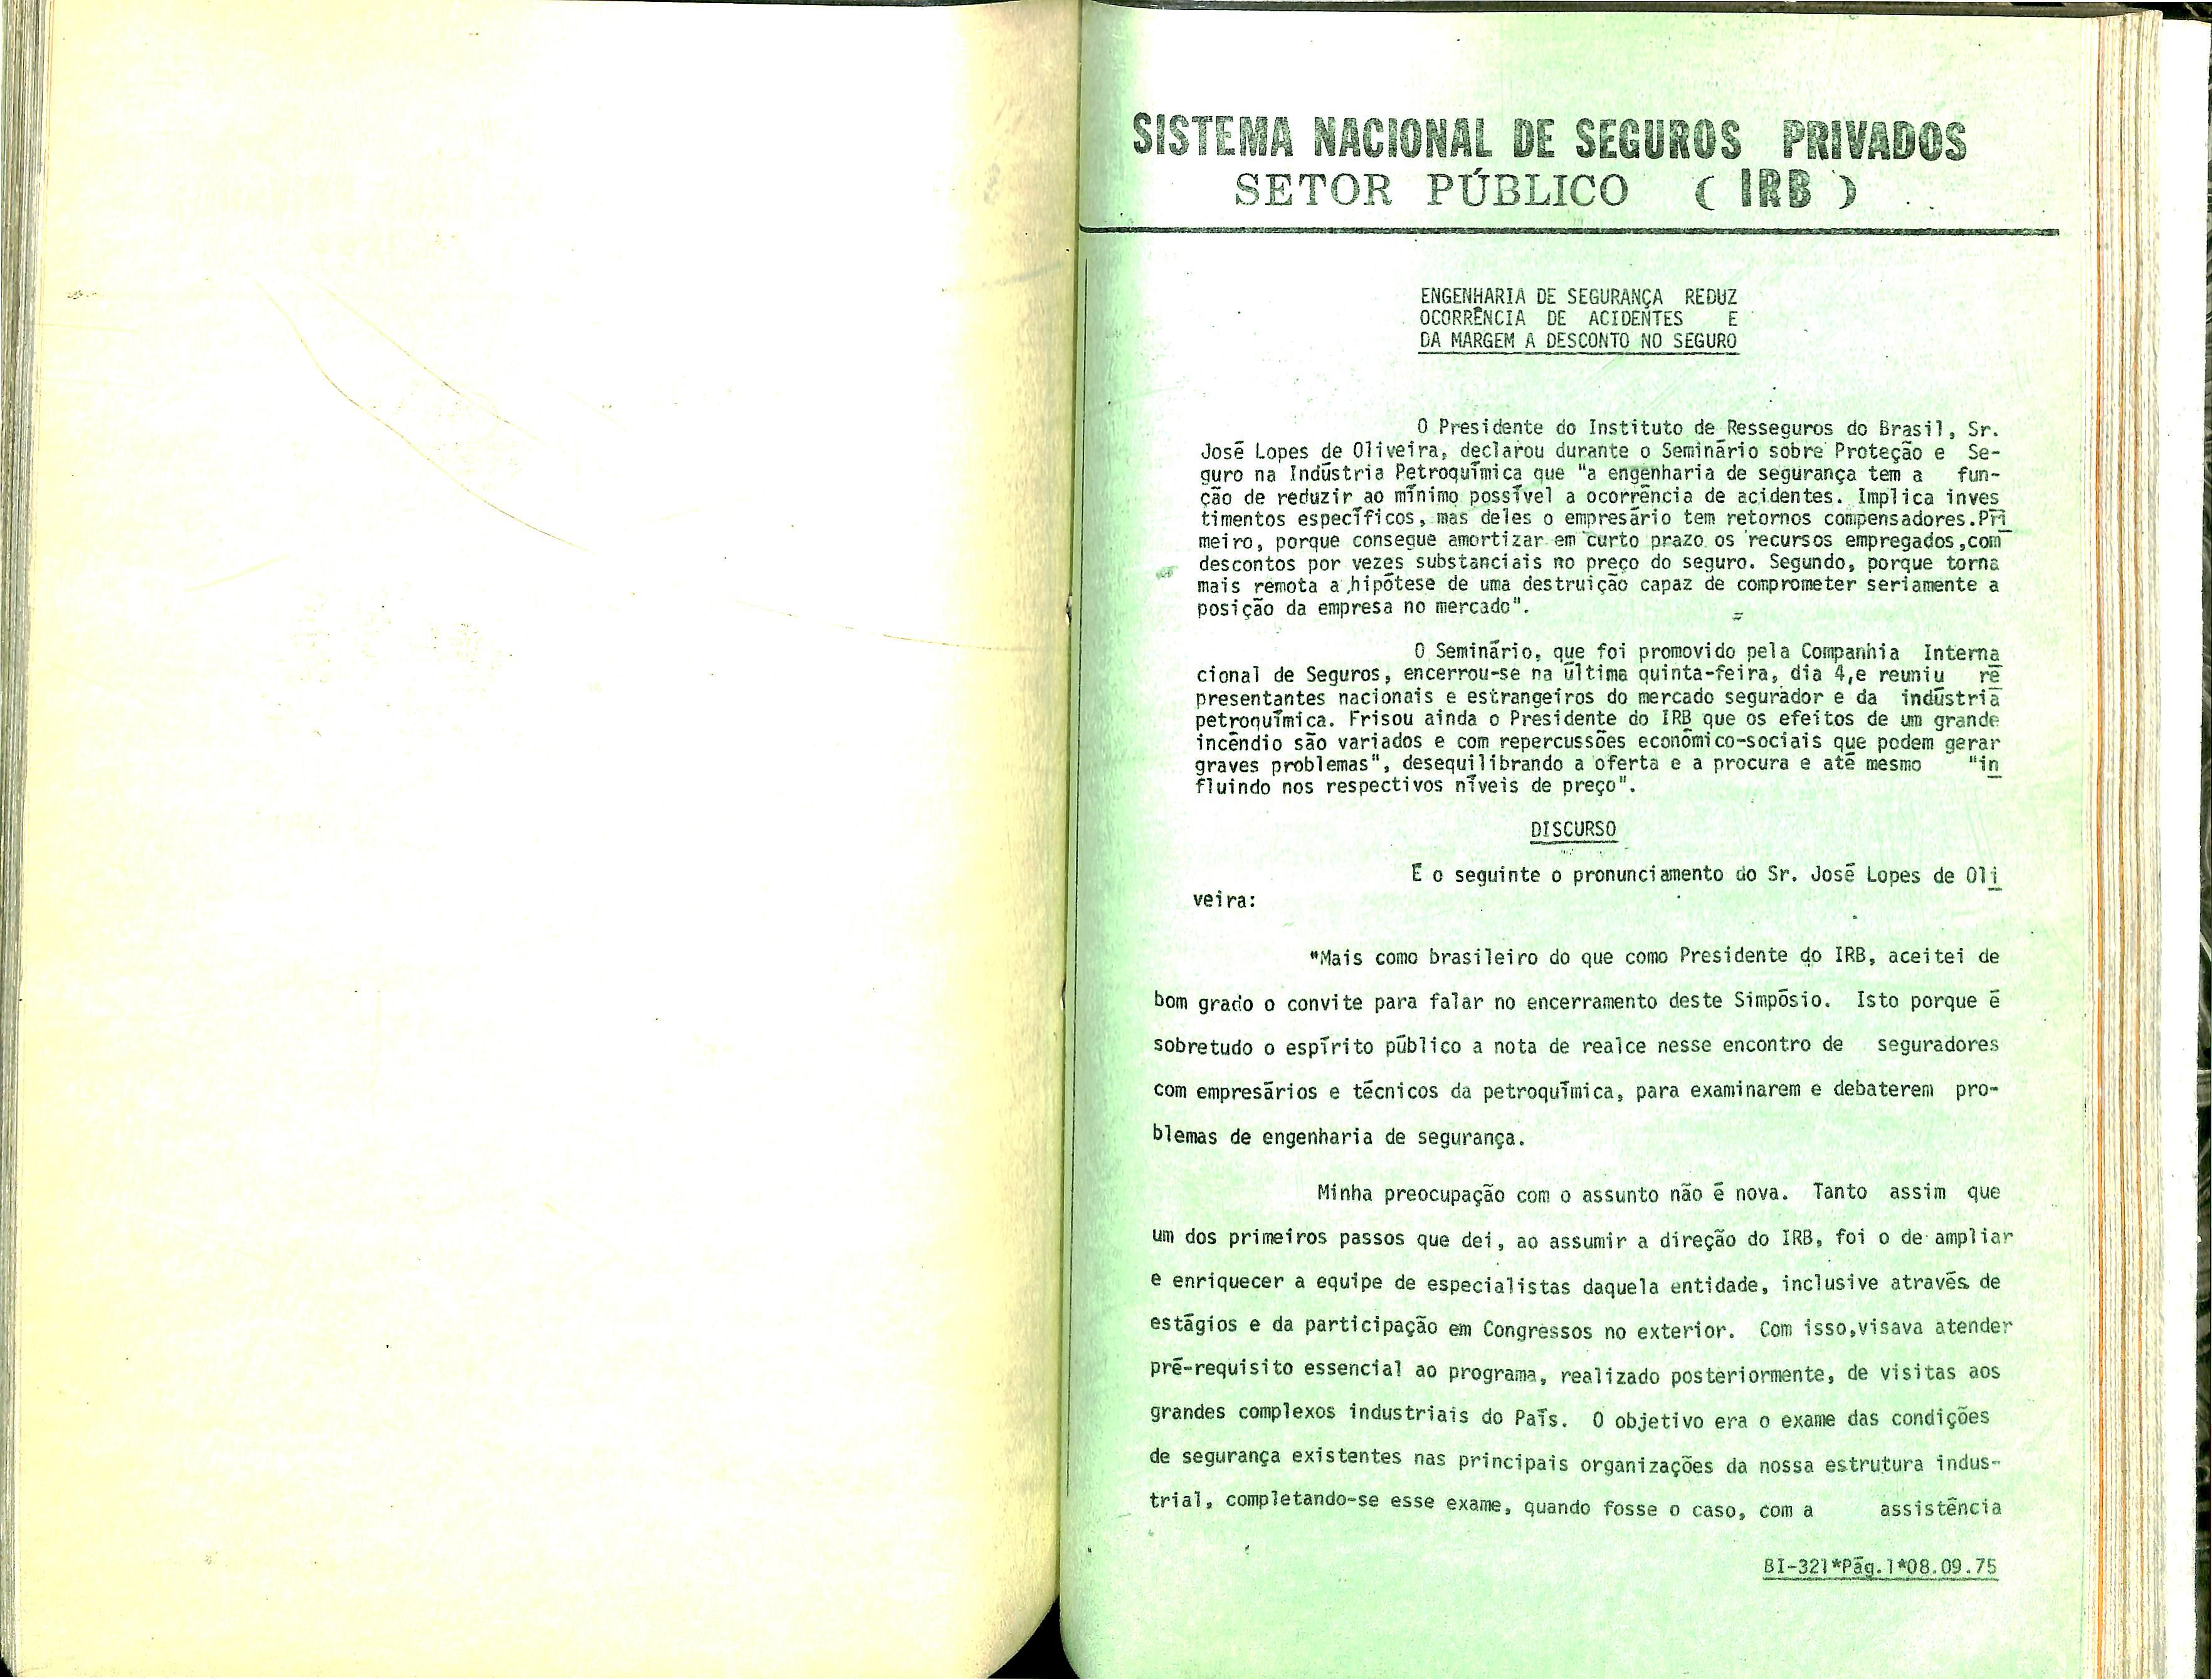 SISTEMA NACIONAL DE SEGUROS PRIVADOS
SETOR PÚBLICO ( IRB )
ENGENHARIA DE SEGURANÇA REDUZ
OCORRÊNCIA DE ACIDENTES E
DA MARGEM A DESCONTO NO SEGURO
O Presidente do Instituto de Resseguros do Brasil, Sr.
José Lopes de Oliveira, declarou durante o Seminário sobre Proteção e Se-
guro na Indústria Petroquímica que "a engenharia de segurança tem a fun-
ção de reduzir ao mínimo possível a ocorrência de acidentes. Implica inves
timentos específicos, mas deles o empresário tem retornos compensadores.Pri
meiro, porque consegue amortizar em curto prazo os recursos empregados,com
descontos por vezes substanciais no preço do seguro. Segundo, porque torna
mais remota a hipótese de uma destruição capaz de comprometer seriamente a
posição da empresa no mercado".
O Seminário, que foi promovido pela Companhia Interna
cional de Seguros, encerrou-se na última quinta-feira, dia 4,e reuniu re
presentantes nacionais e estrangeiros do mercado segurador e da indústria
petroquímica. Frisou ainda o Presidente do IRB que os efeitos de um grande
incêndio são variados e com repercussões econômico-sociais que podem gerar
graves problemas", desequilibrando a oferta e a procura e até mesmo "in
fluindo nos respectivos níveis de preço".
DISCURSO
É o seguinte o pronunciamento do Sr. José Lopes de Oli
veira:
"Mais como brasileiro do que como Presidente do IRB, aceitei de
bom grado o convite para falar no encerramento deste Simpósio. Isto porque é
sobretudo o espírito público a nota de realce nesse encontro de seguradores
com empresários e técnicos da petroquímica, para examinarem e debaterem pro-
blemas de engenharia de segurança.
Minha preocupação com o assunto não é nova. Tanto assim que
um dos primeiros passos que dei, ao assumir a direção do IRB, foi o de ampliar
e enriquecer a equipe de especialistas daquela entidade, inclusive através de
estágios e da participação em Congressos no exterior. Com isso,visava atender
pré-requisito essencial ao programa, realizado posteriormente, de visitas aos
grandes complexos industriais do País. O objetivo era o exame das condições
de segurança existentes nas principais organizações da nossa estrutura indus-
trial, completando-se esse exame, quando fosse o caso, com a assistência
BI-321*Pág.1*08.09.75